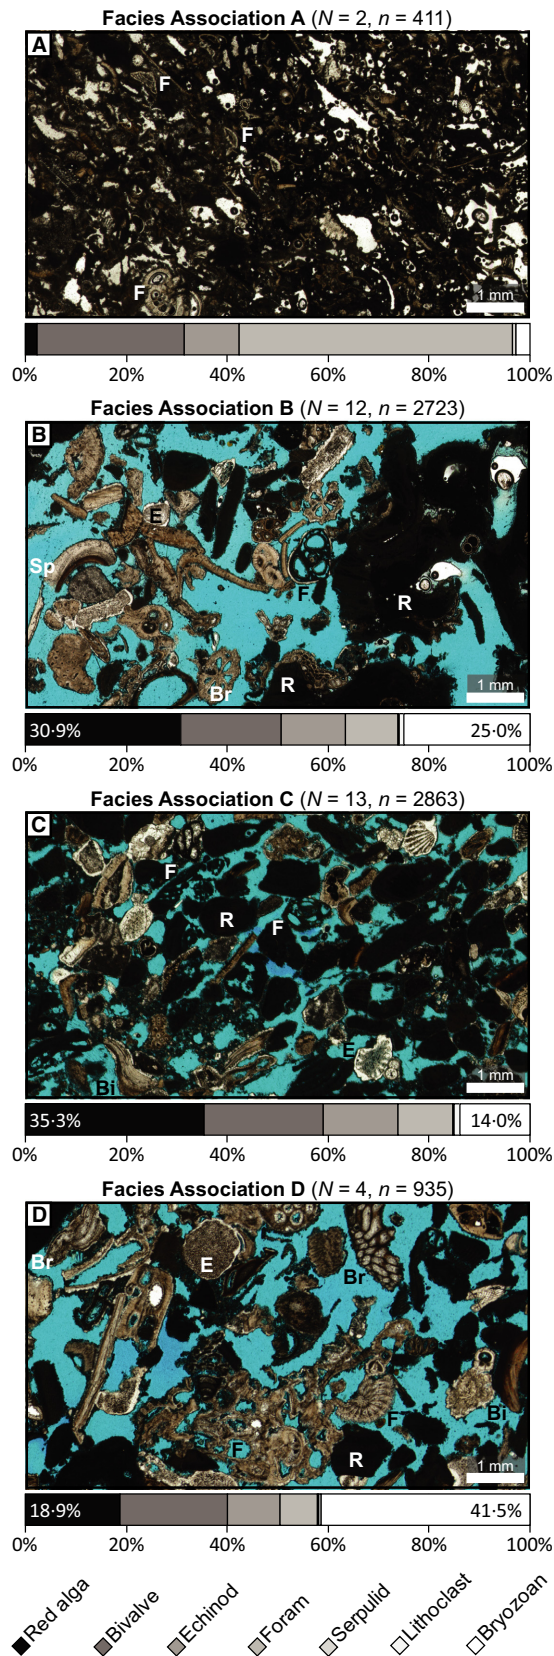 Facies Association A (N = 2, n = 411)
A
F
F
F
1 mm
0% 20% 40% 60% 80% 100%
Facies Association B (N = 12, n = 2723)
B
E
Sp
F
R
Br
R
1 mm
30·9% 25·0%
0% 20% 40% 60% 80% 100%
Facies Association C (N = 13, n = 2863)
C
F
R
F
E
Bi
1 mm
35·3% 14·0%
0% 20% 40% 60% 80% 100%
Facies Association D (N = 4, n = 935)
D
Br
E
Br
F
Bi
F
R
1 mm
18·9% 41·5%
0% 20% 40% 60% 80% 100%
Red alga
Bivalve
Echinod
Foram
Serpulid
Lithoclast
Bryozoan